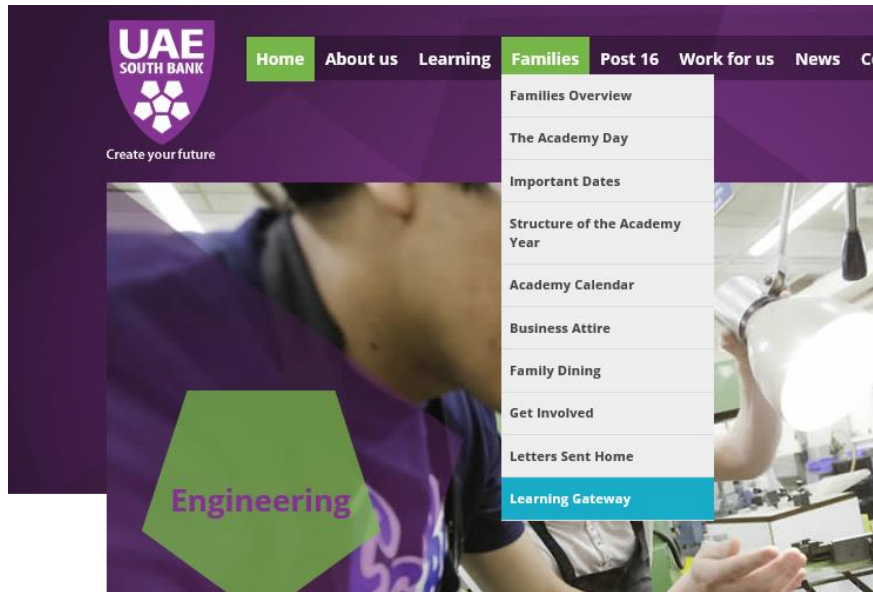 UAE
SOUTH BANK
Create your future
Home About us Learning Families Post 16 Work for us News
Families Overview
The Academy Day
Important Dates
Structure of the Academy
Year
Academy Calendar
Business Attire
Family Dining
Get Involved
Letters Sent Home
Learning Gateway
Engineering